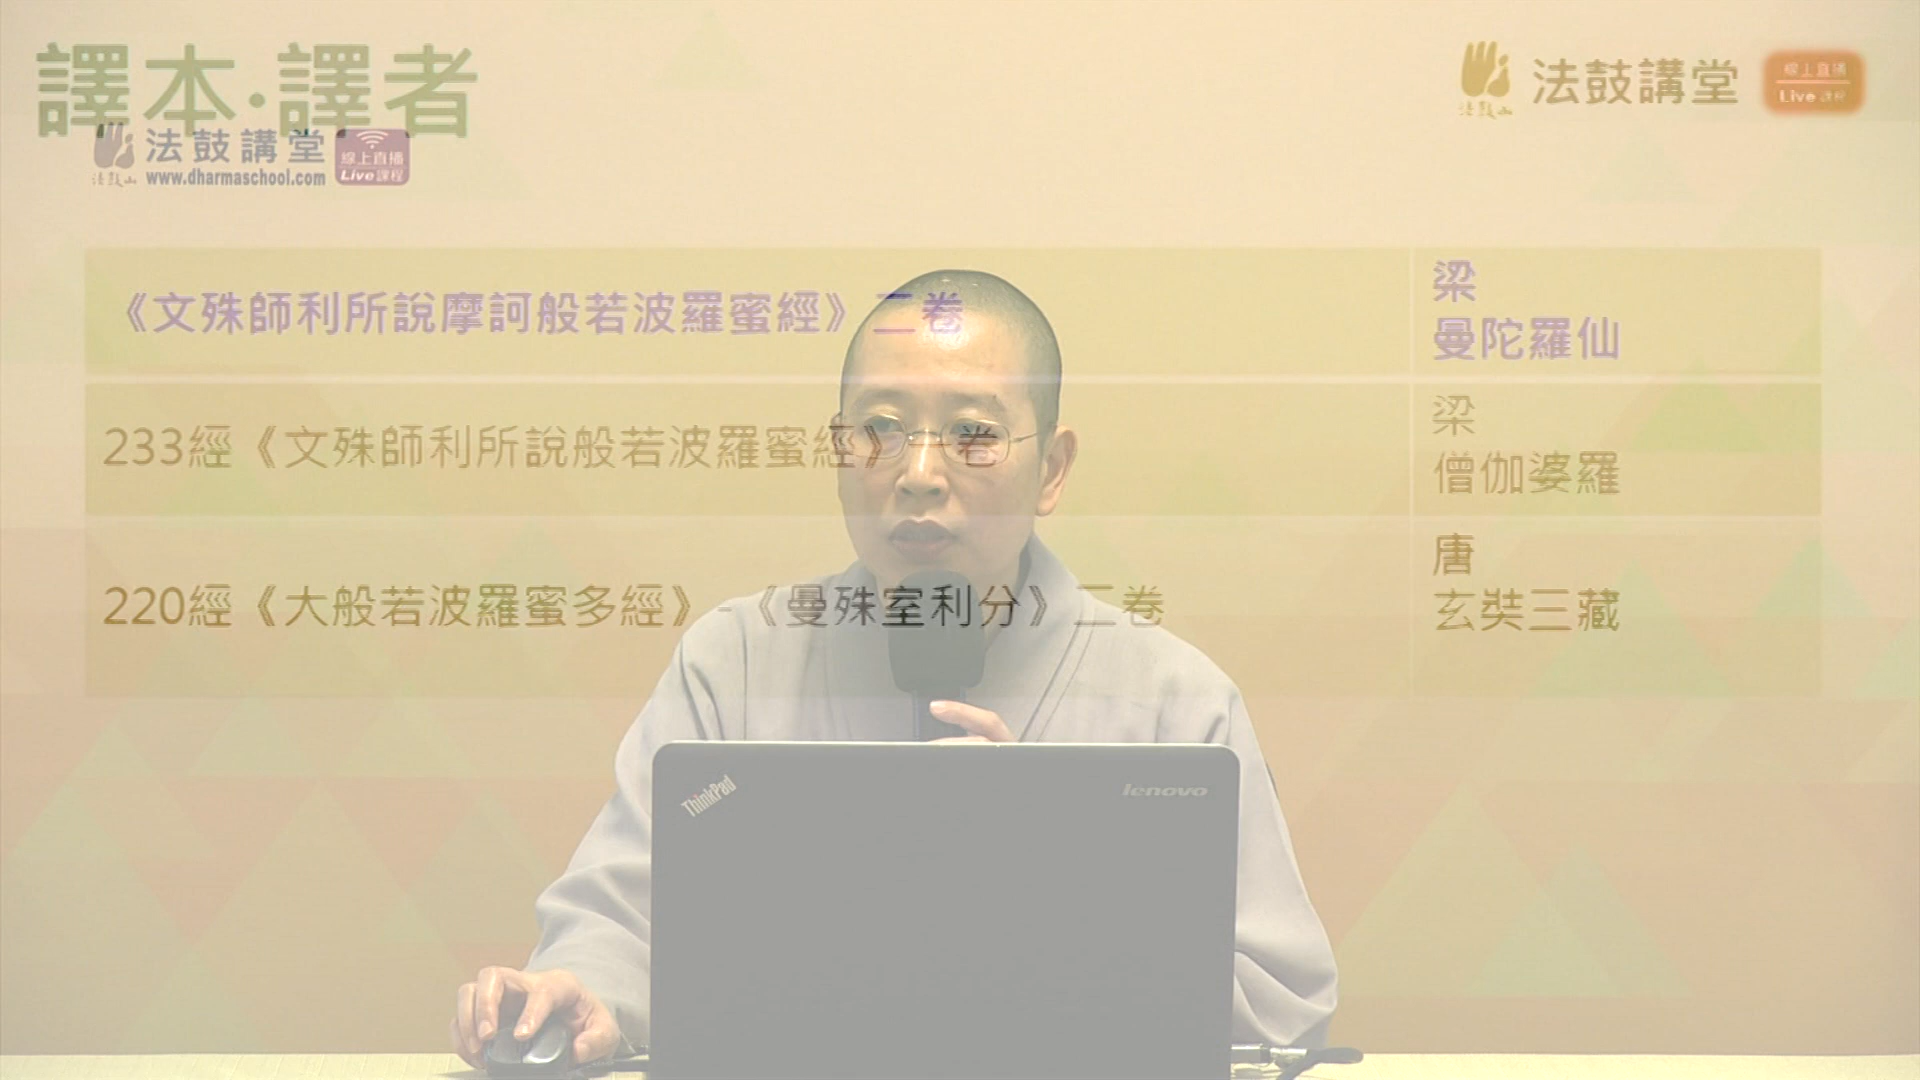 譯本·譯者
法鼓講堂
線上直播
Live 課程
法鼓山
法鼓講堂
www.dharmaschool.com
線上直播
Live課程
法鼓山
《文殊師利所說摩訶般若波羅蜜經》二卷
梁
曼陀羅仙
233經《文殊師利所說般若波羅蜜經》一卷
梁
僧伽婆羅
220經《大般若波羅蜜多經》-《曼殊室利分》二卷
唐
玄奘三藏
ThinkPad
lenovo